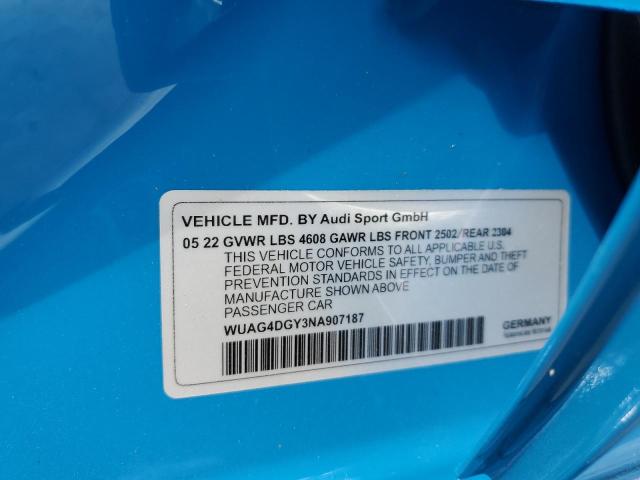 VEHICLE MFD. BY Audi Sport GmbH
05 22 GVWR LBS 4608 GAWR LBS FRONT 2502/REAR 2304
THIS VEHICLE CONFORMS TO ALL APPLICABLE U.S.
FEDERAL MOTOR VEHICLE SAFETY, BUMPER AND THEFT
PREVENTION STANDARDS IN EFFECT ON THE DATE OF
MANUFACTURE SHOWN ABOVE
PASSENGER CAR
WUAG4DGY3NA907187
GERMANY